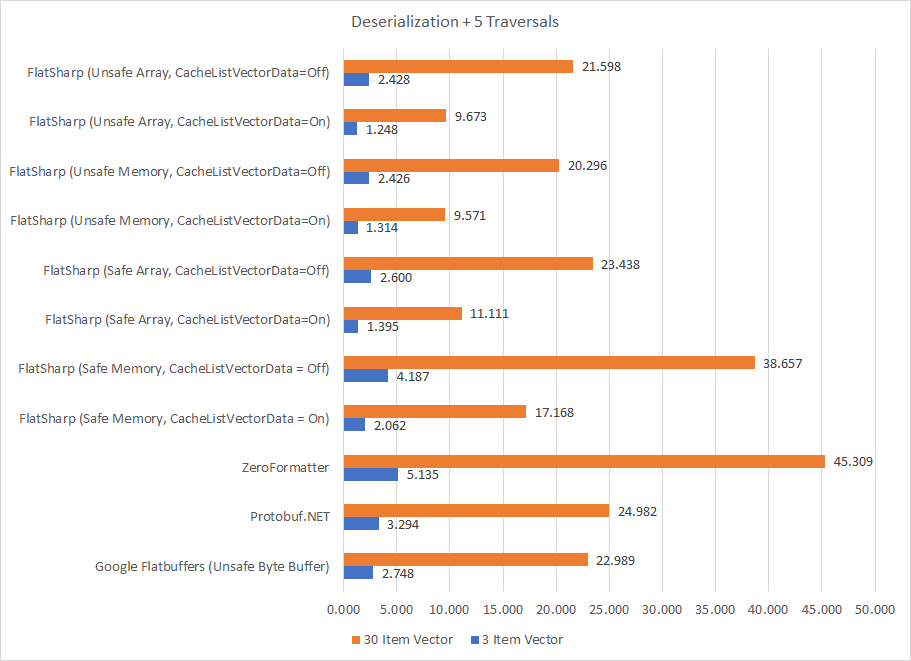 Deserialization + 5 Traversals
FlatSharp (Unsafe Array, CacheListVectorData=Off)
21.598
2.428
FlatSharp (Unsafe Array, CacheListVectorData=On)
9.673
1.248
FlatSharp (Unsafe Memory, CacheListVectorData=Off)
20.296
2.426
FlatSharp (Unsafe Memory, CacheListVectorData=On)
9.571
1.314
FlatSharp (Safe Array, CacheListVectorData=Off)
23.438
2.600
FlatSharp (Safe Array, CacheListVectorData=On)
11.111
1.395
FlatSharp (Safe Memory, CacheListVectorData = Off)
38.657
4.187
FlatSharp (Safe Memory, CacheListVectorData = On)
17.168
2.062
ZeroFormatter
45.309
5.135
Protobuf.NET
24.982
3.294
Google Flatbuffers (Unsafe Byte Buffer)
22.989
2.748
0.000 5.000 10.000 15.000 20.000 25.000 30.000 35.000 40.000 45.000 50.000
30 Item Vector 3 Item Vector